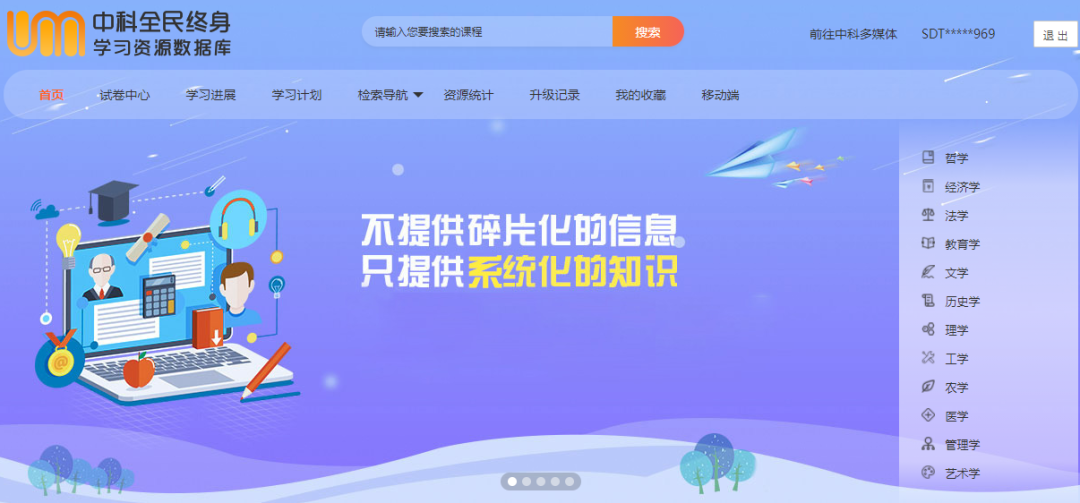 中科全民终身
学习资源数据库
请输入您要搜索的课程
搜索
前往中科多媒体
SDT*****969
退 出
首页
试卷中心
学习进展
学习计划
检索导航
资源统计
升级记录
我的收藏
移动端
不提供碎片化的信息
只提供系统化的知识
哲学
经济学
法学
教育学
文学
历史学
理学
工学
农学
医学
管理学
艺术学